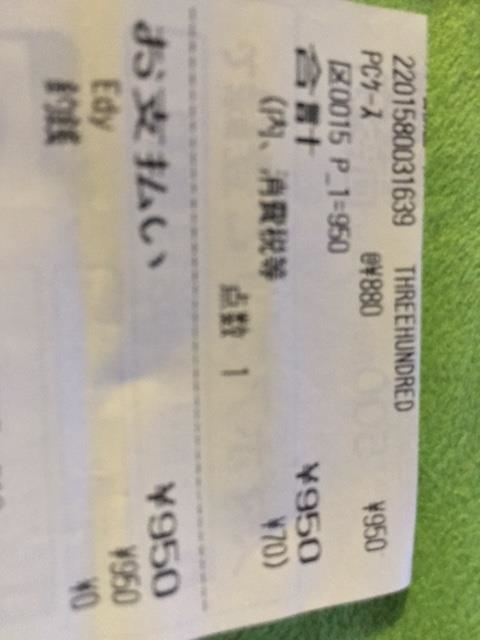 2201580031639 THREEHUNDRED
PCケース @¥880 ¥950
区0015 P_1=950
合計 ¥950
(内、消費税等 ¥70)
点数 1
お支払い ¥950
Edy ¥950
お釣銭 ¥0